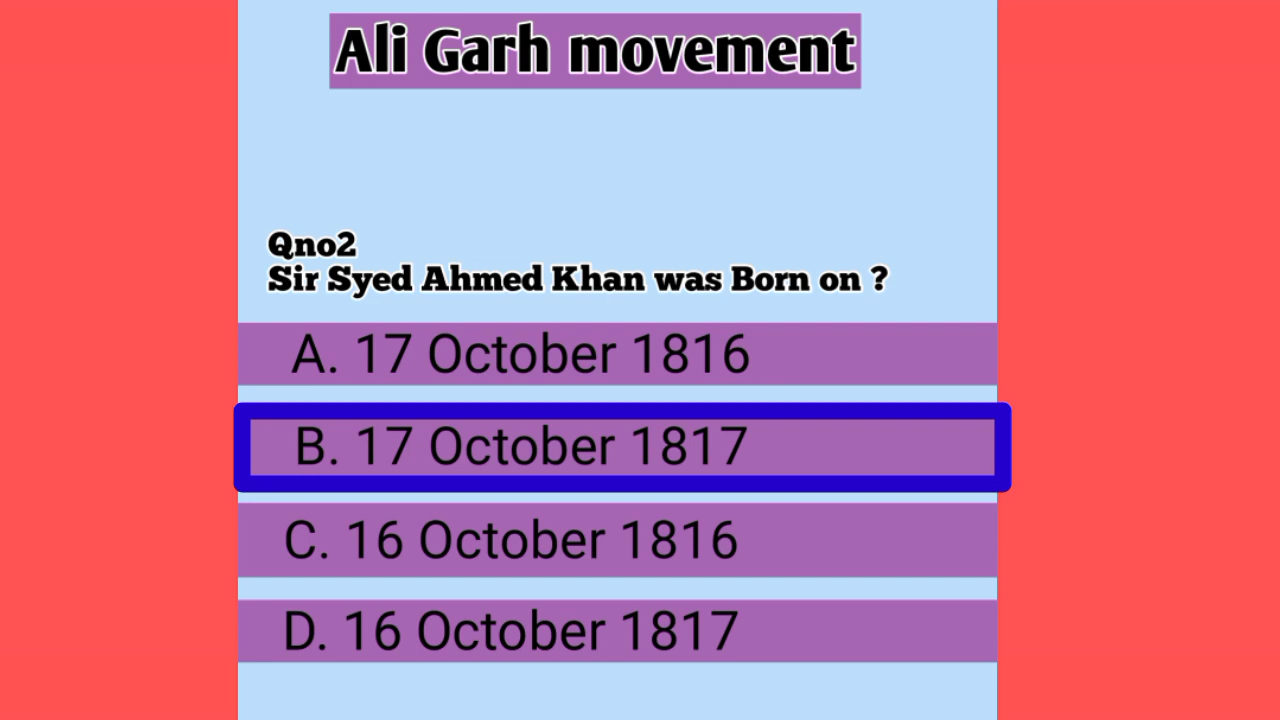 Ali Garh movement
Qno2
Sir Syed Ahmed Khan was Born on ?
A. 17 October 1816
B. 17 October 1817
C. 16 October 1816
D. 16 October 1817